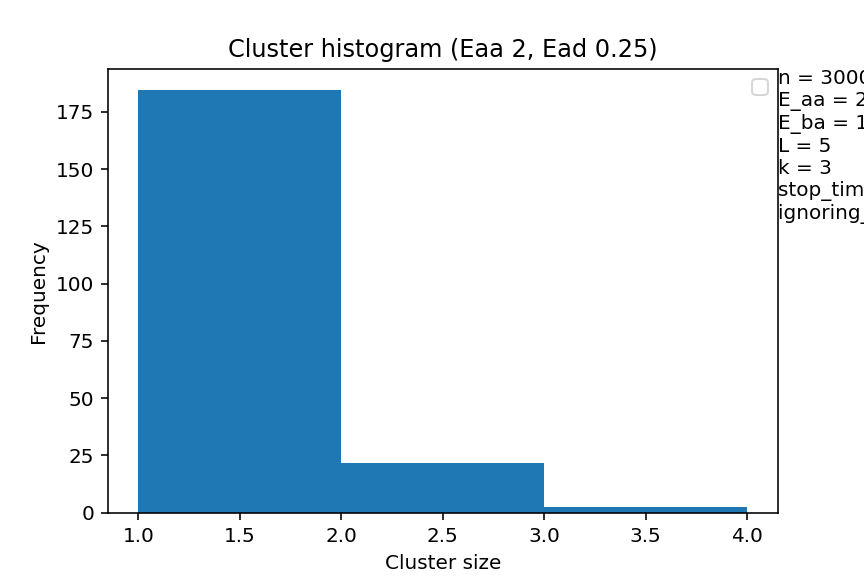 Cluster histogram (Eaa 2, Ead 0.25)
n = 3000
E_aa = 2
E_ba = 1
L = 5
k = 3
stop_tim
ignoring_
175
150
125
100
75
50
25
0
Frequency
1.0 1.5 2.0 2.5 3.0 3.5 4.0
Cluster size